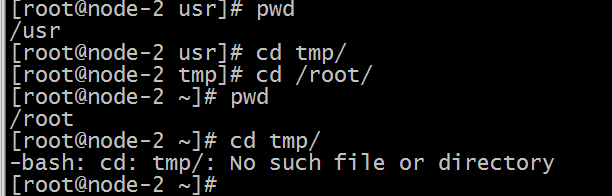 [root@node-2 usr]# pwd
/usr
[root@node-2 usr]# cd tmp/
[root@node-2 tmp]# cd /root/
[root@node-2 ~]# pwd
/root
[root@node-2 ~]# cd tmp/
-bash: cd: tmp/: No such file or directory
[root@node-2 ~]#